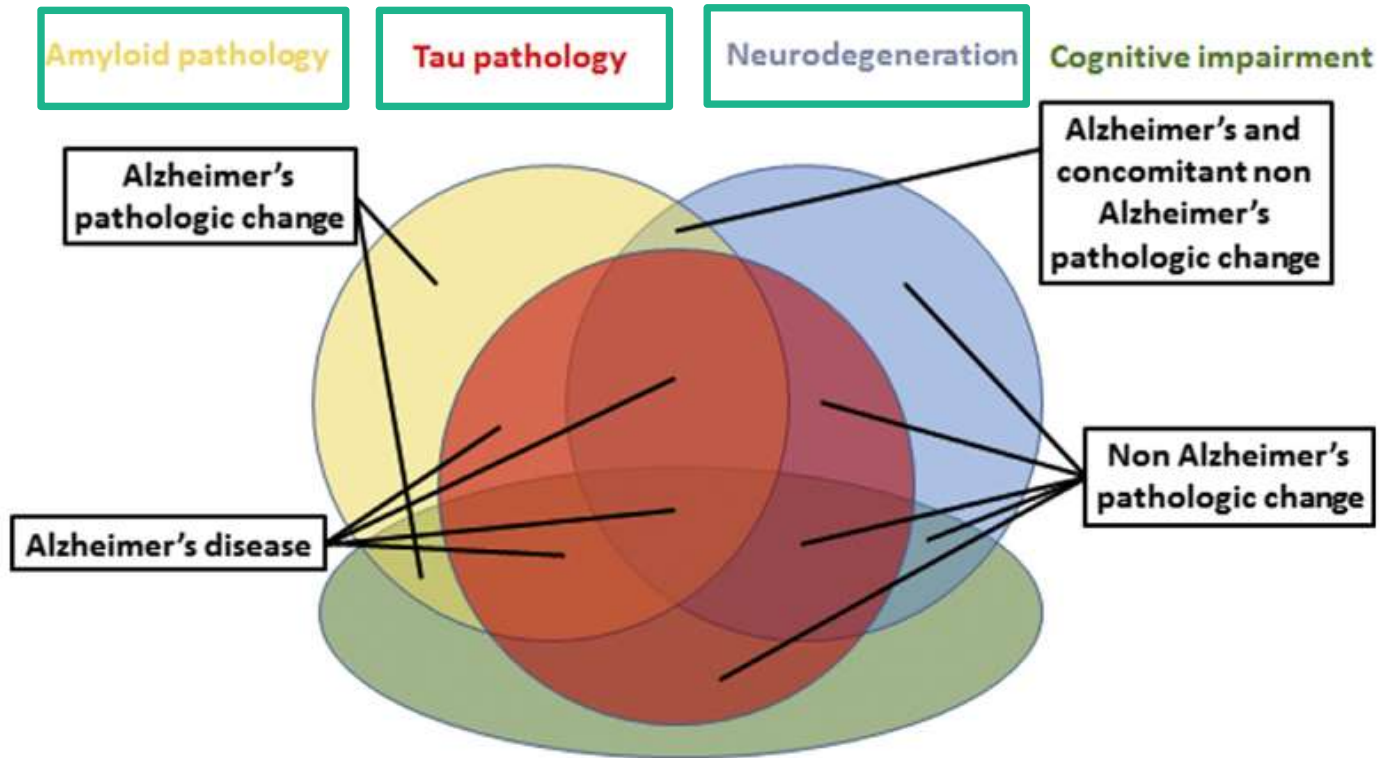 Amyloid pathology
Tau pathology
Neurodegeneration
Cognitive impairment
Alzheimer's
pathologic change
Alzheimer's and
concomitant non
Alzheimer's
pathologic change
Non Alzheimer's
pathologic change
Alzheimer's disease